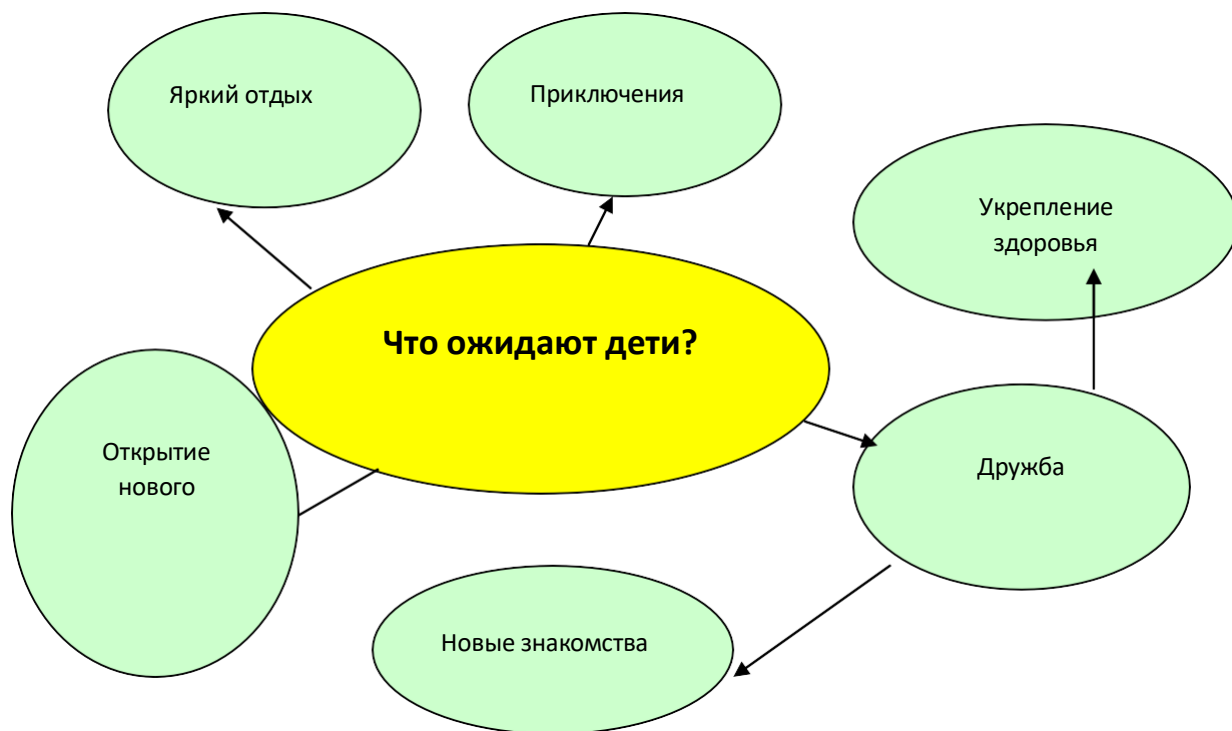 Яркий отдых
Приключения
Укрепление
здоровья
Что ожидают дети?
Открытие
нового
Дружба
Новые знакомства